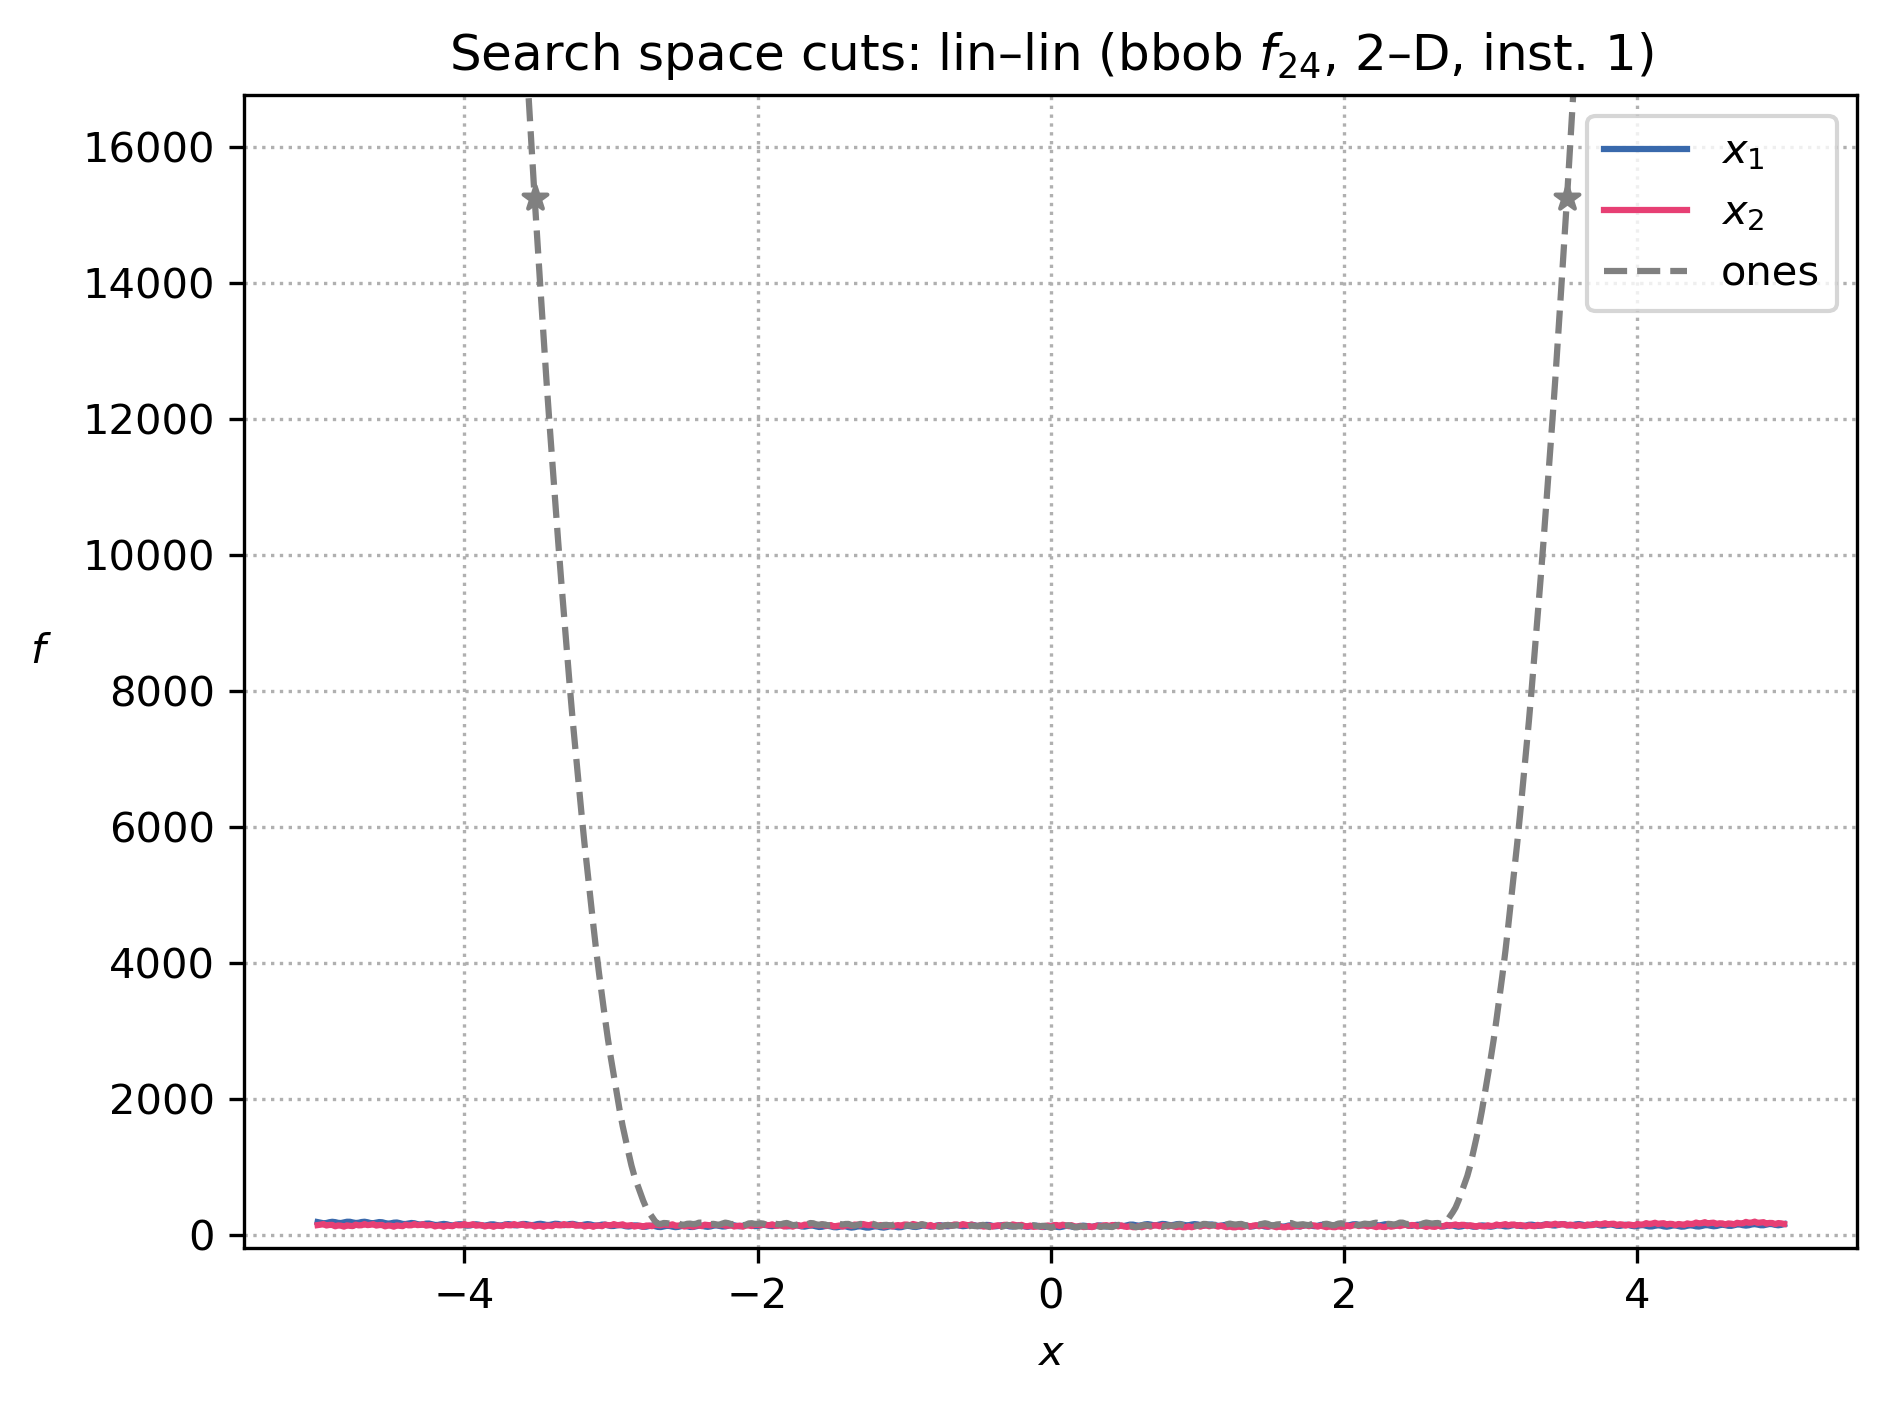 Search space cuts: lin–lin (bbob f₂₄, 2–D, inst. 1)
16000
14000
12000
10000
8000
6000
4000
2000
0
f
x₁
x₂
ones
−4 −2 0 2 4
x